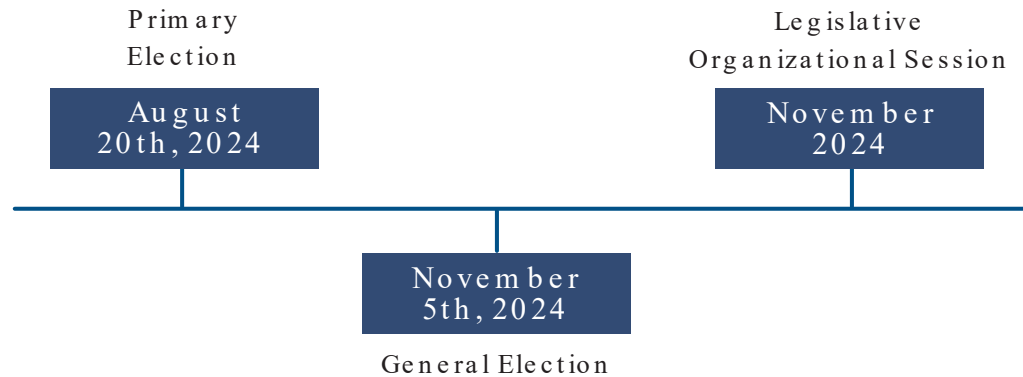 Primary
Election
August
20th, 2024
Legislative
Organizational Session
November
2024
November
5th, 2024
General Election